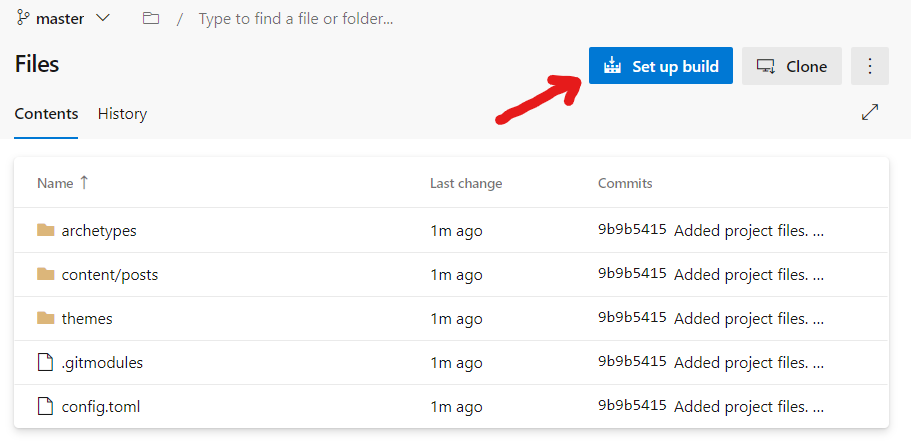 master / Type to find a file or folder...
Files
Set up build Clone
Contents History
Name ↑ Last change Commits
archetypes 1m ago 9b9b5415 Added project files. ...
content/posts 1m ago 9b9b5415 Added project files. ...
themes 1m ago 9b9b5415 Added project files. ...
.gitmodules 1m ago 9b9b5415 Added project files. ...
config.toml 1m ago 9b9b5415 Added project files. ...